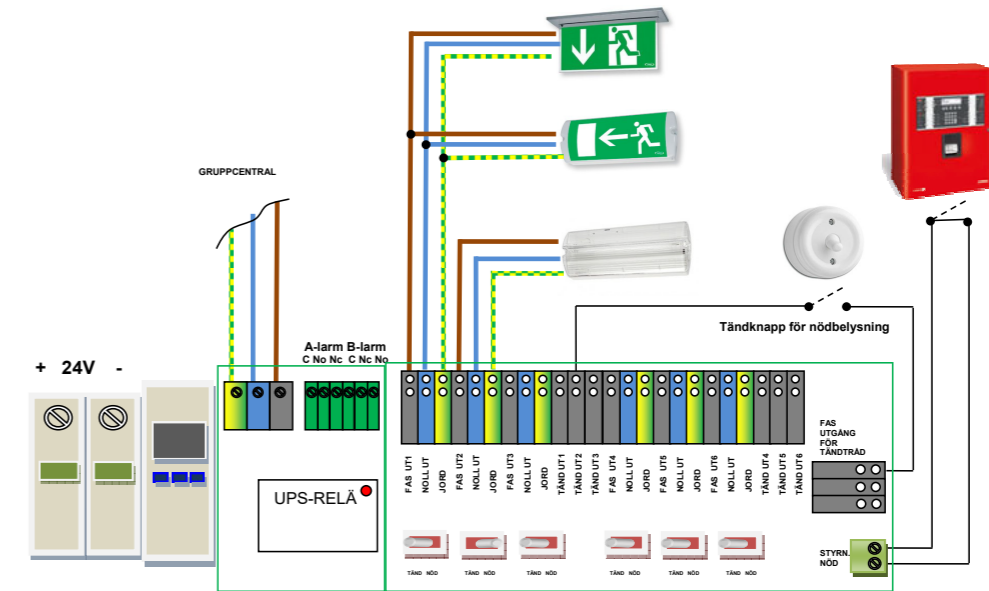 GRUPPCENTRAL
Tändknapp för nödbelysning
A-larm B-larm
C No Nc C Nc No
+ 24V -
FAS UT1
NOLL UT
JORD
FAS UT2
NOLL UT
JORD
FAS UT3
NOLL UT
JORD
TÄND UT1
TÄND UT2
TÄND UT3
FAS UT4
NOLL UT
JORD
FAS UT5
NOLL UT
JORD
FAS UT6
NOLL UT
JORD
TÄND UT4
TÄND UT5
TÄND UT6
FAS
UTGÅNG
FÖR
TÄNDTRÅD
UPS-RELÄ
STYRN.
NÖD
TÄND NÖD
TÄND NÖD
TÄND NÖD
TÄND NÖD
TÄND NÖD
TÄND NÖD